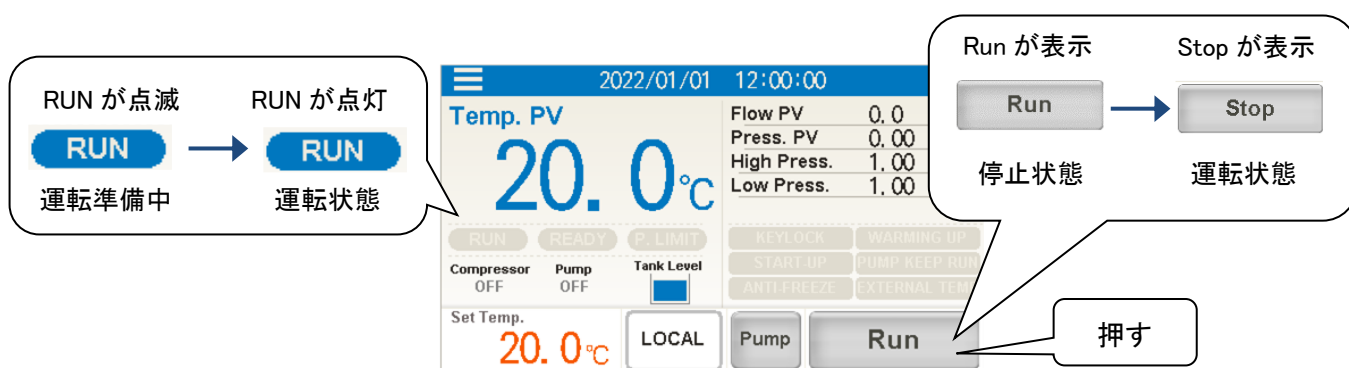 RUN が点滅
RUN が点灯
RUN
RUN
運転準備中
運転状態
2022/01/01 12:00:00
Temp. PV
20.0℃
Flow PV 0.0
Press. PV 0.00
High Press. 1.00
Low Press. 1.00
RUN READY P. LIMIT
KEYLOCK WARMING UP
START-UP PUMP KEEP RUN
ANTI-FREEZE EXTERNAL TEMP
Compressor Pump Tank Level
OFF OFF
Set Temp.
20.0℃
LOCAL
Pump
Run
Run が表示
Stop が表示
Run
Stop
停止状態
運転状態
押す